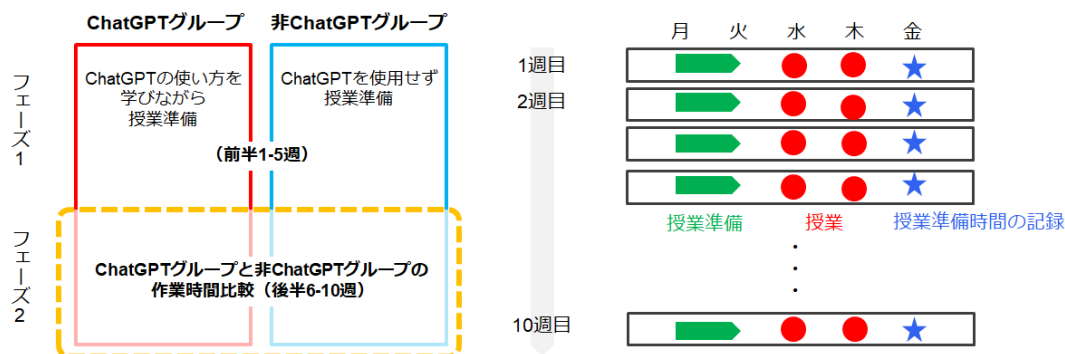 ChatGPTグループ
非ChatGPTグループ
フェーズ1
ChatGPTの使い方を
学びながら
授業準備
ChatGPTを使用せず
授業準備
（前半1-5週）
フェーズ2
ChatGPTグループと非ChatGPTグループの
作業時間比較（後半6-10週）
月 火 水 木 金
1週目
2週目
授業準備
授業
授業準備時間の記録
10週目